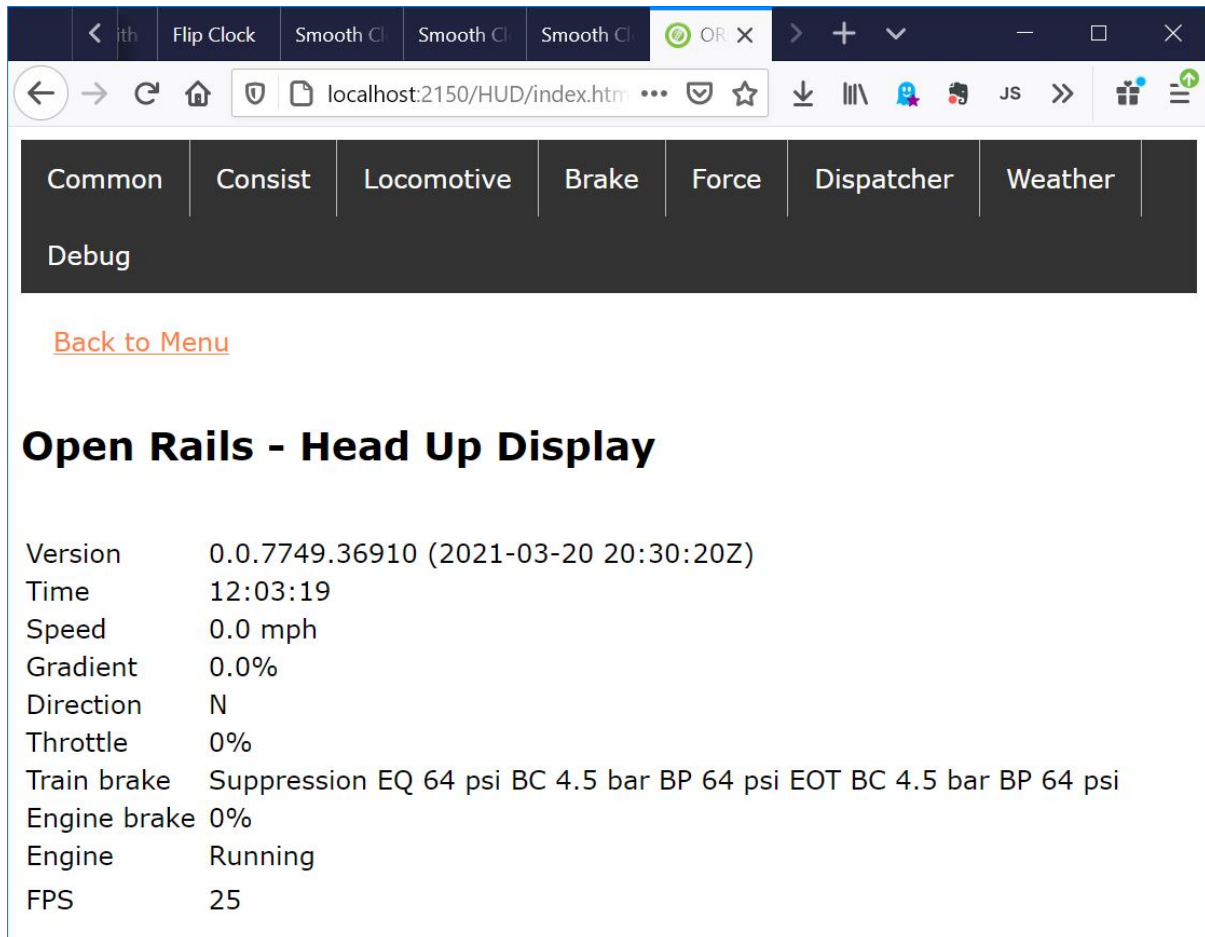 Flip Clock Smooth Smooth Smooth OR
localhost:2150/HUD/index.htm
JS
Common Consist Locomotive Brake Force Dispatcher Weather
Debug
Back to Menu
Open Rails - Head Up Display
Version 0.0.7749.36910 (2021-03-20 20:30:20Z)
Time 12:03:19
Speed 0.0 mph
Gradient 0.0%
Direction N
Throttle 0%
Train brake Suppression EQ 64 psi BC 4.5 bar BP 64 psi EOT BC 4.5 bar BP 64 psi
Engine brake 0%
Engine Running
FPS 25